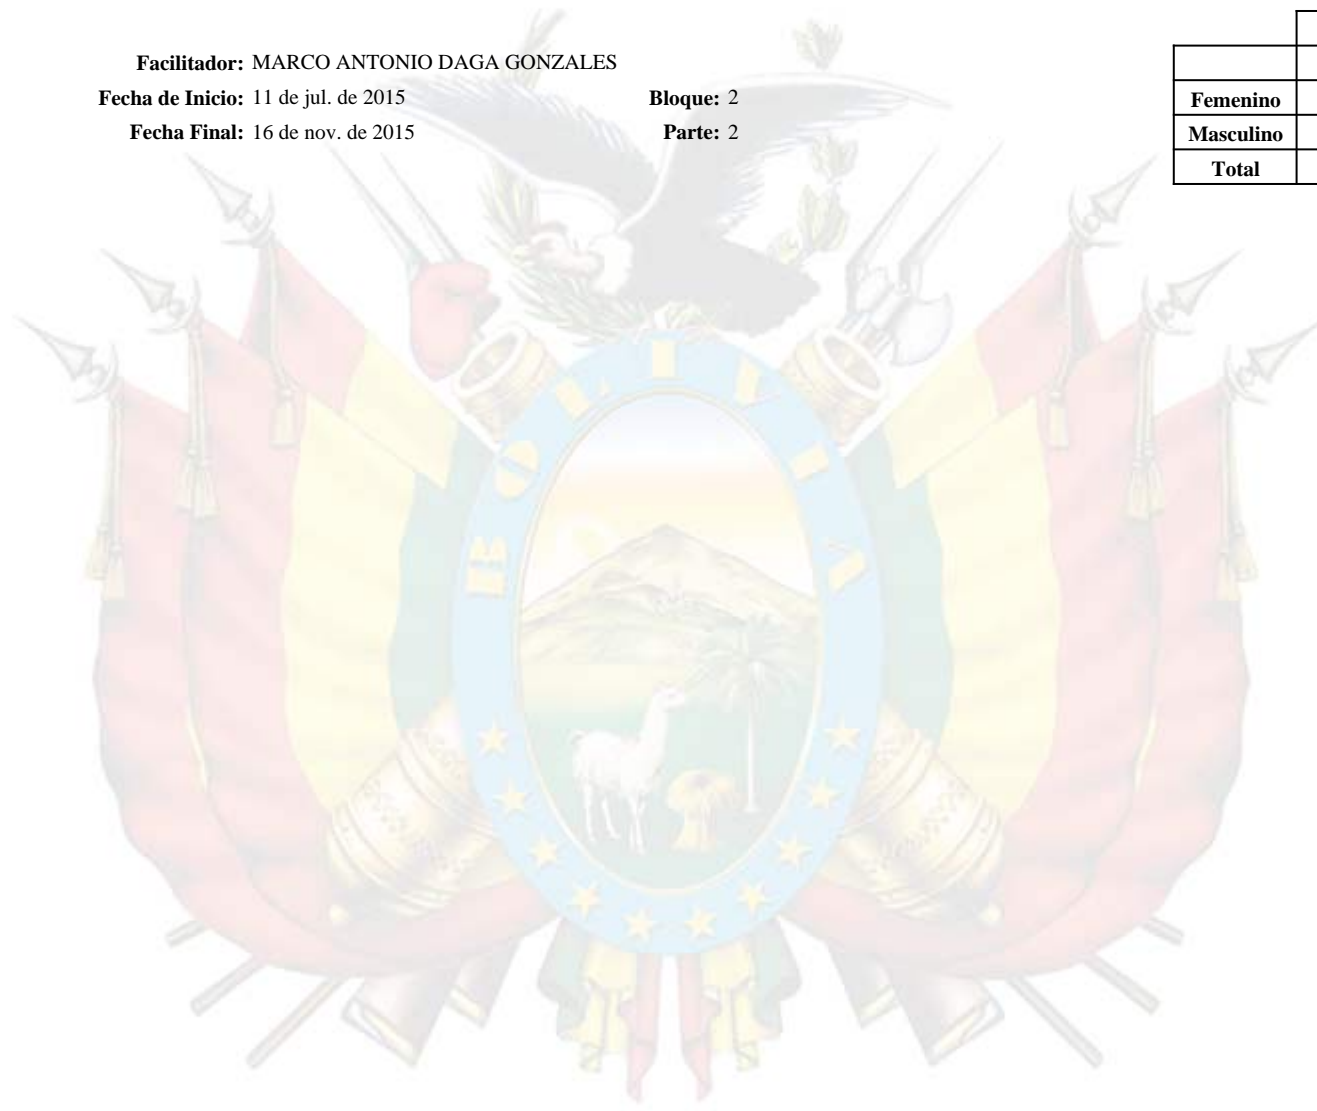 Facilitador: MARCO ANTONIO DAGA GONZALES
Fecha de Inicio: 11 de jul. de 2015 Bloque: 2
Fecha Final: 16 de nov. de 2015 Parte: 2
Femenino
Masculino
Total
BOLIVIA